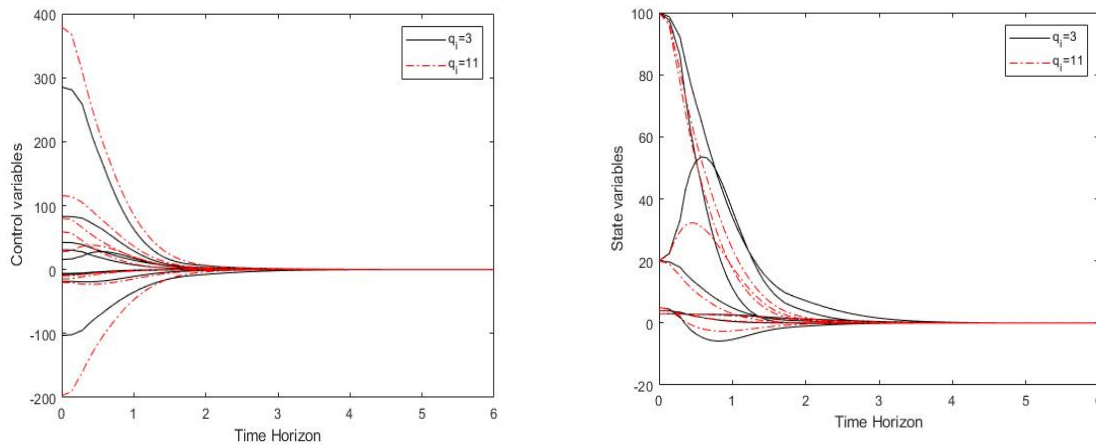 400
300
200
100
0
-100
-200
Control variables
0 1 2 3 4 5 6
Time Horizon
q_i=3
q_i=11
100
80
60
40
20
0
-20
State variables
0 1 2 3 4 5 6
Time Horizon
q_i=3
q_i=11